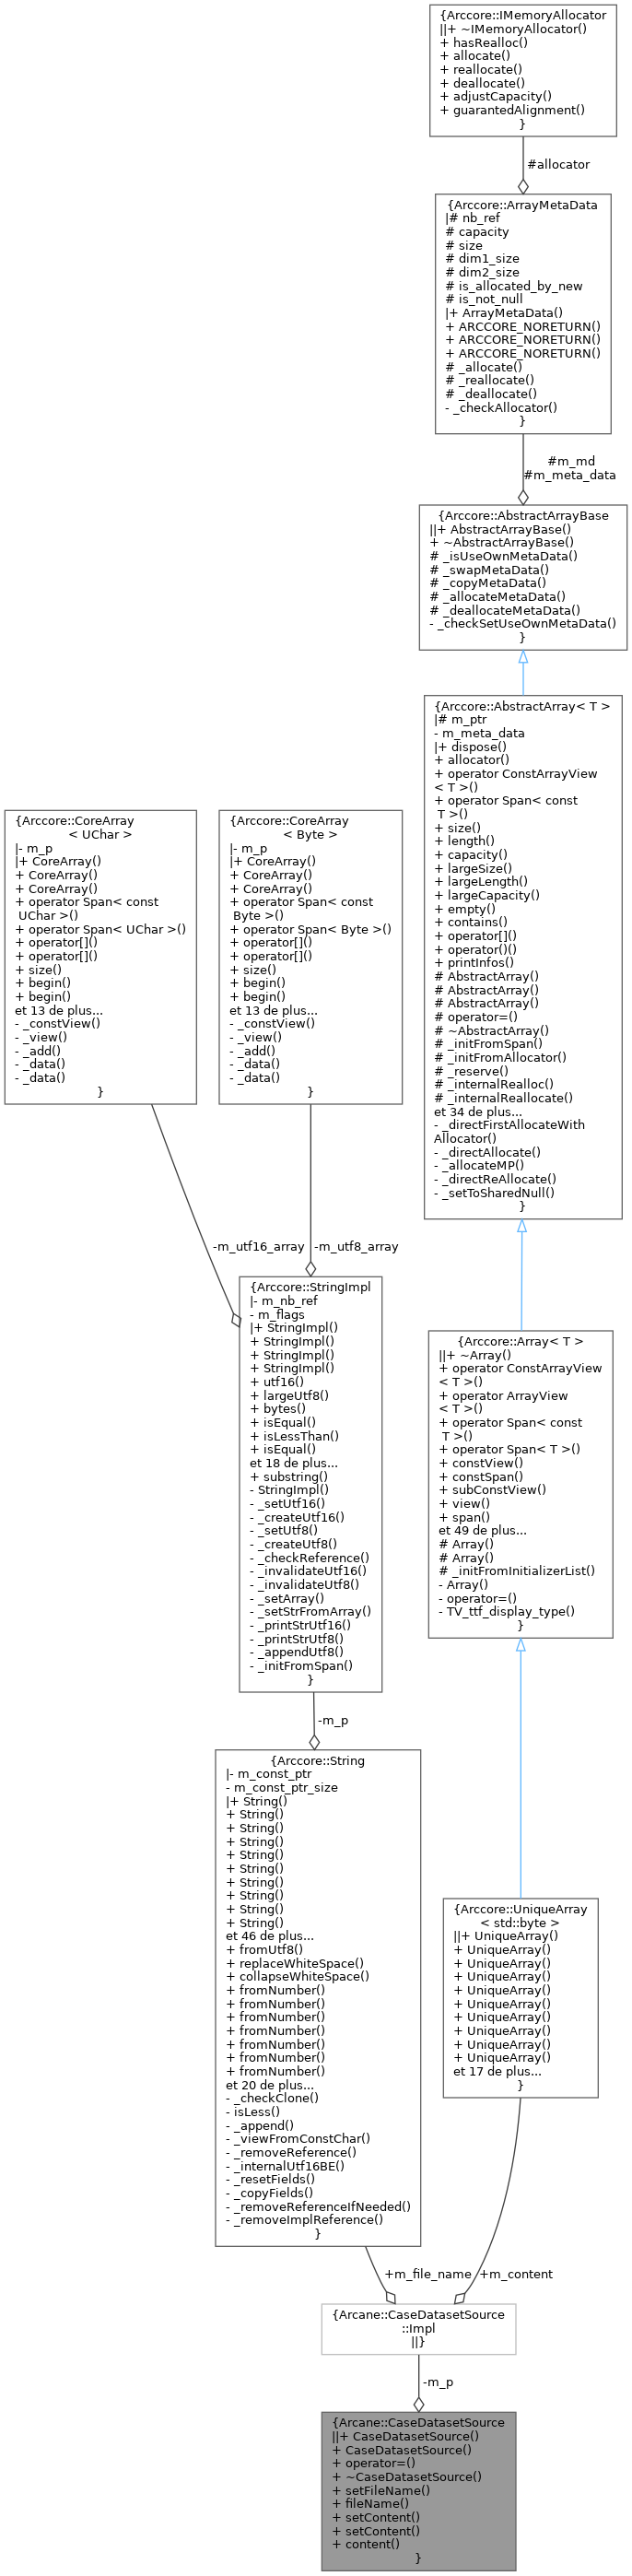 {Arccore::IMemoryAllocator
||+ ~IMemoryAllocator()
+ hasRealloc()
+ allocate()
+ reallocate()
+ deallocate()
+ adjustCapacity()
+ guarantedAlignment()
}
#allocator
{Arccore::ArrayMetaData
|# nb_ref
# capacity
# size
# dim1_size
# dim2_size
# is_allocated_by_new
# is_not_null
|+ ArrayMetaData()
+ ARCCORE_NORETURN()
+ ARCCORE_NORETURN()
+ ARCCORE_NORETURN()
# _allocate()
# _reallocate()
# _deallocate()
- _checkAllocator()
}
#m_md
#m_meta_data
{Arccore::AbstractArrayBase
||+ AbstractArrayBase()
+ ~AbstractArrayBase()
# _isUseOwnMetaData()
# _swapMetaData()
# _copyMetaData()
# _allocateMetaData()
# _deallocateMetaData()
- _checkSetUseOwnMetaData()
}
{Arccore::AbstractArray< T >
|# m_ptr
- m_meta_data
|+ dispose()
+ allocator()
+ operator ConstArrayView
< T >()
+ operator Span< const
T >()
+ size()
+ length()
+ capacity()
+ largeSize()
+ largeLength()
+ largeCapacity()
+ empty()
+ contains()
+ operator[]()
+ operator()()
+ printInfos()
# AbstractArray()
# AbstractArray()
# AbstractArray()
# operator=()
# ~AbstractArray()
# _initFromSpan()
# _initFromAllocator()
# _reserve()
# _internalRealloc()
# _internalReallocate()
et 34 de plus...
- _directFirstAllocateWith
Allocator()
- _directAllocate()
- _allocateMP()
- _directReAllocate()
- _setToSharedNull()
}
{Arccore::CoreArray
< UChar >
|- m_p
|+ CoreArray()
+ CoreArray()
+ CoreArray()
+ operator Span< const
UChar >()
+ operator Span< UChar >()
+ operator[]()
+ operator[]()
+ size()
+ begin()
+ begin()
et 13 de plus...
- _constView()
- _view()
- _add()
- _data()
- _data()
}
{Arccore::CoreArray
< Byte >
|- m_p
|+ CoreArray()
+ CoreArray()
+ CoreArray()
+ operator Span< const
Byte >()
+ operator Span< Byte >()
+ operator[]()
+ operator[]()
+ size()
+ begin()
+ begin()
et 13 de plus...
- _constView()
- _view()
- _add()
- _data()
- _data()
}
-m_utf16_array
-m_utf8_array
{Arccore::StringImpl
|- m_nb_ref
- m_flags
|+ StringImpl()
+ StringImpl()
+ StringImpl()
+ StringImpl()
+ utf16()
+ largeUtf8()
+ bytes()
+ isEqual()
+ isLessThan()
+ isEqual()
et 18 de plus...
+ substring()
- StringImpl()
- _setUtf16()
- _createUtf16()
- _setUtf8()
- _createUtf8()
- _checkReference()
- _invalidateUtf16()
- _invalidateUtf8()
- _setArray()
- _setStrFromArray()
- _printStrUtf16()
- _printStrUtf8()
- _appendUtf8()
- _initFromSpan()
}
{Arccore::Array< T >
||+ ~Array()
+ operator ConstArrayView
< T >()
+ operator ArrayView
< T >()
+ operator Span< const
T >()
+ operator Span< T >()
+ constView()
+ constSpan()
+ subConstView()
+ view()
+ span()
et 49 de plus...
# Array()
# Array()
# _initFromInitializerList()
- Array()
- operator=()
- TV_ttf_display_type()
}
-m_p
{Arccore::String
|- m_const_ptr
- m_const_ptr_size
|+ String()
+ String()
+ String()
+ String()
+ String()
+ String()
+ String()
+ String()
+ String()
+ String()
et 46 de plus...
+ fromUtf8()
+ replaceWhiteSpace()
+ collapseWhiteSpace()
+ fromNumber()
+ fromNumber()
+ fromNumber()
+ fromNumber()
+ fromNumber()
+ fromNumber()
+ fromNumber()
et 20 de plus...
- _checkClone()
- isLess()
- _append()
- _viewFromConstChar()
- _removeReference()
- _internalUtf16BE()
- _resetFields()
- _copyFields()
- _removeReferenceIfNeeded()
- _removeImplReference()
}
{Arccore::UniqueArray
< std::byte >
||+ UniqueArray()
+ UniqueArray()
+ UniqueArray()
+ UniqueArray()
+ UniqueArray()
+ UniqueArray()
+ UniqueArray()
+ UniqueArray()
+ UniqueArray()
+ UniqueArray()
et 17 de plus...
}
+m_file_name
+m_content
{Arcane::CaseDatasetSource
::Impl
||}
-m_p
{Arcane::CaseDatasetSource
||+ CaseDatasetSource()
+ CaseDatasetSource()
+ operator=()
+ ~CaseDatasetSource()
+ setFileName()
+ fileName()
+ setContent()
+ setContent()
+ content()
}